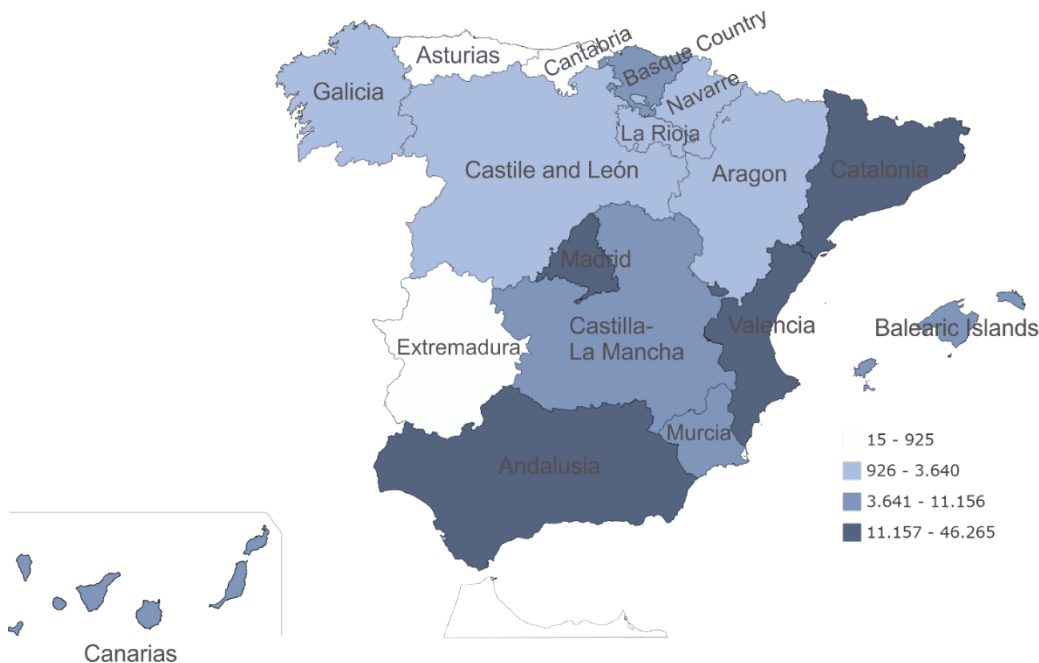 Asturias
Cantabria
Basque Country
Galicia
Navarre
La Rioja
Castile and León
Aragon
Catalonia
Madrid
Valencia
Balearic Islands
Castilla-
La Mancha
Extremadura
Murcia
Andalusia
15 - 925
926 - 3.640
3.641 - 11.156
11.157 - 46.265
Canarias